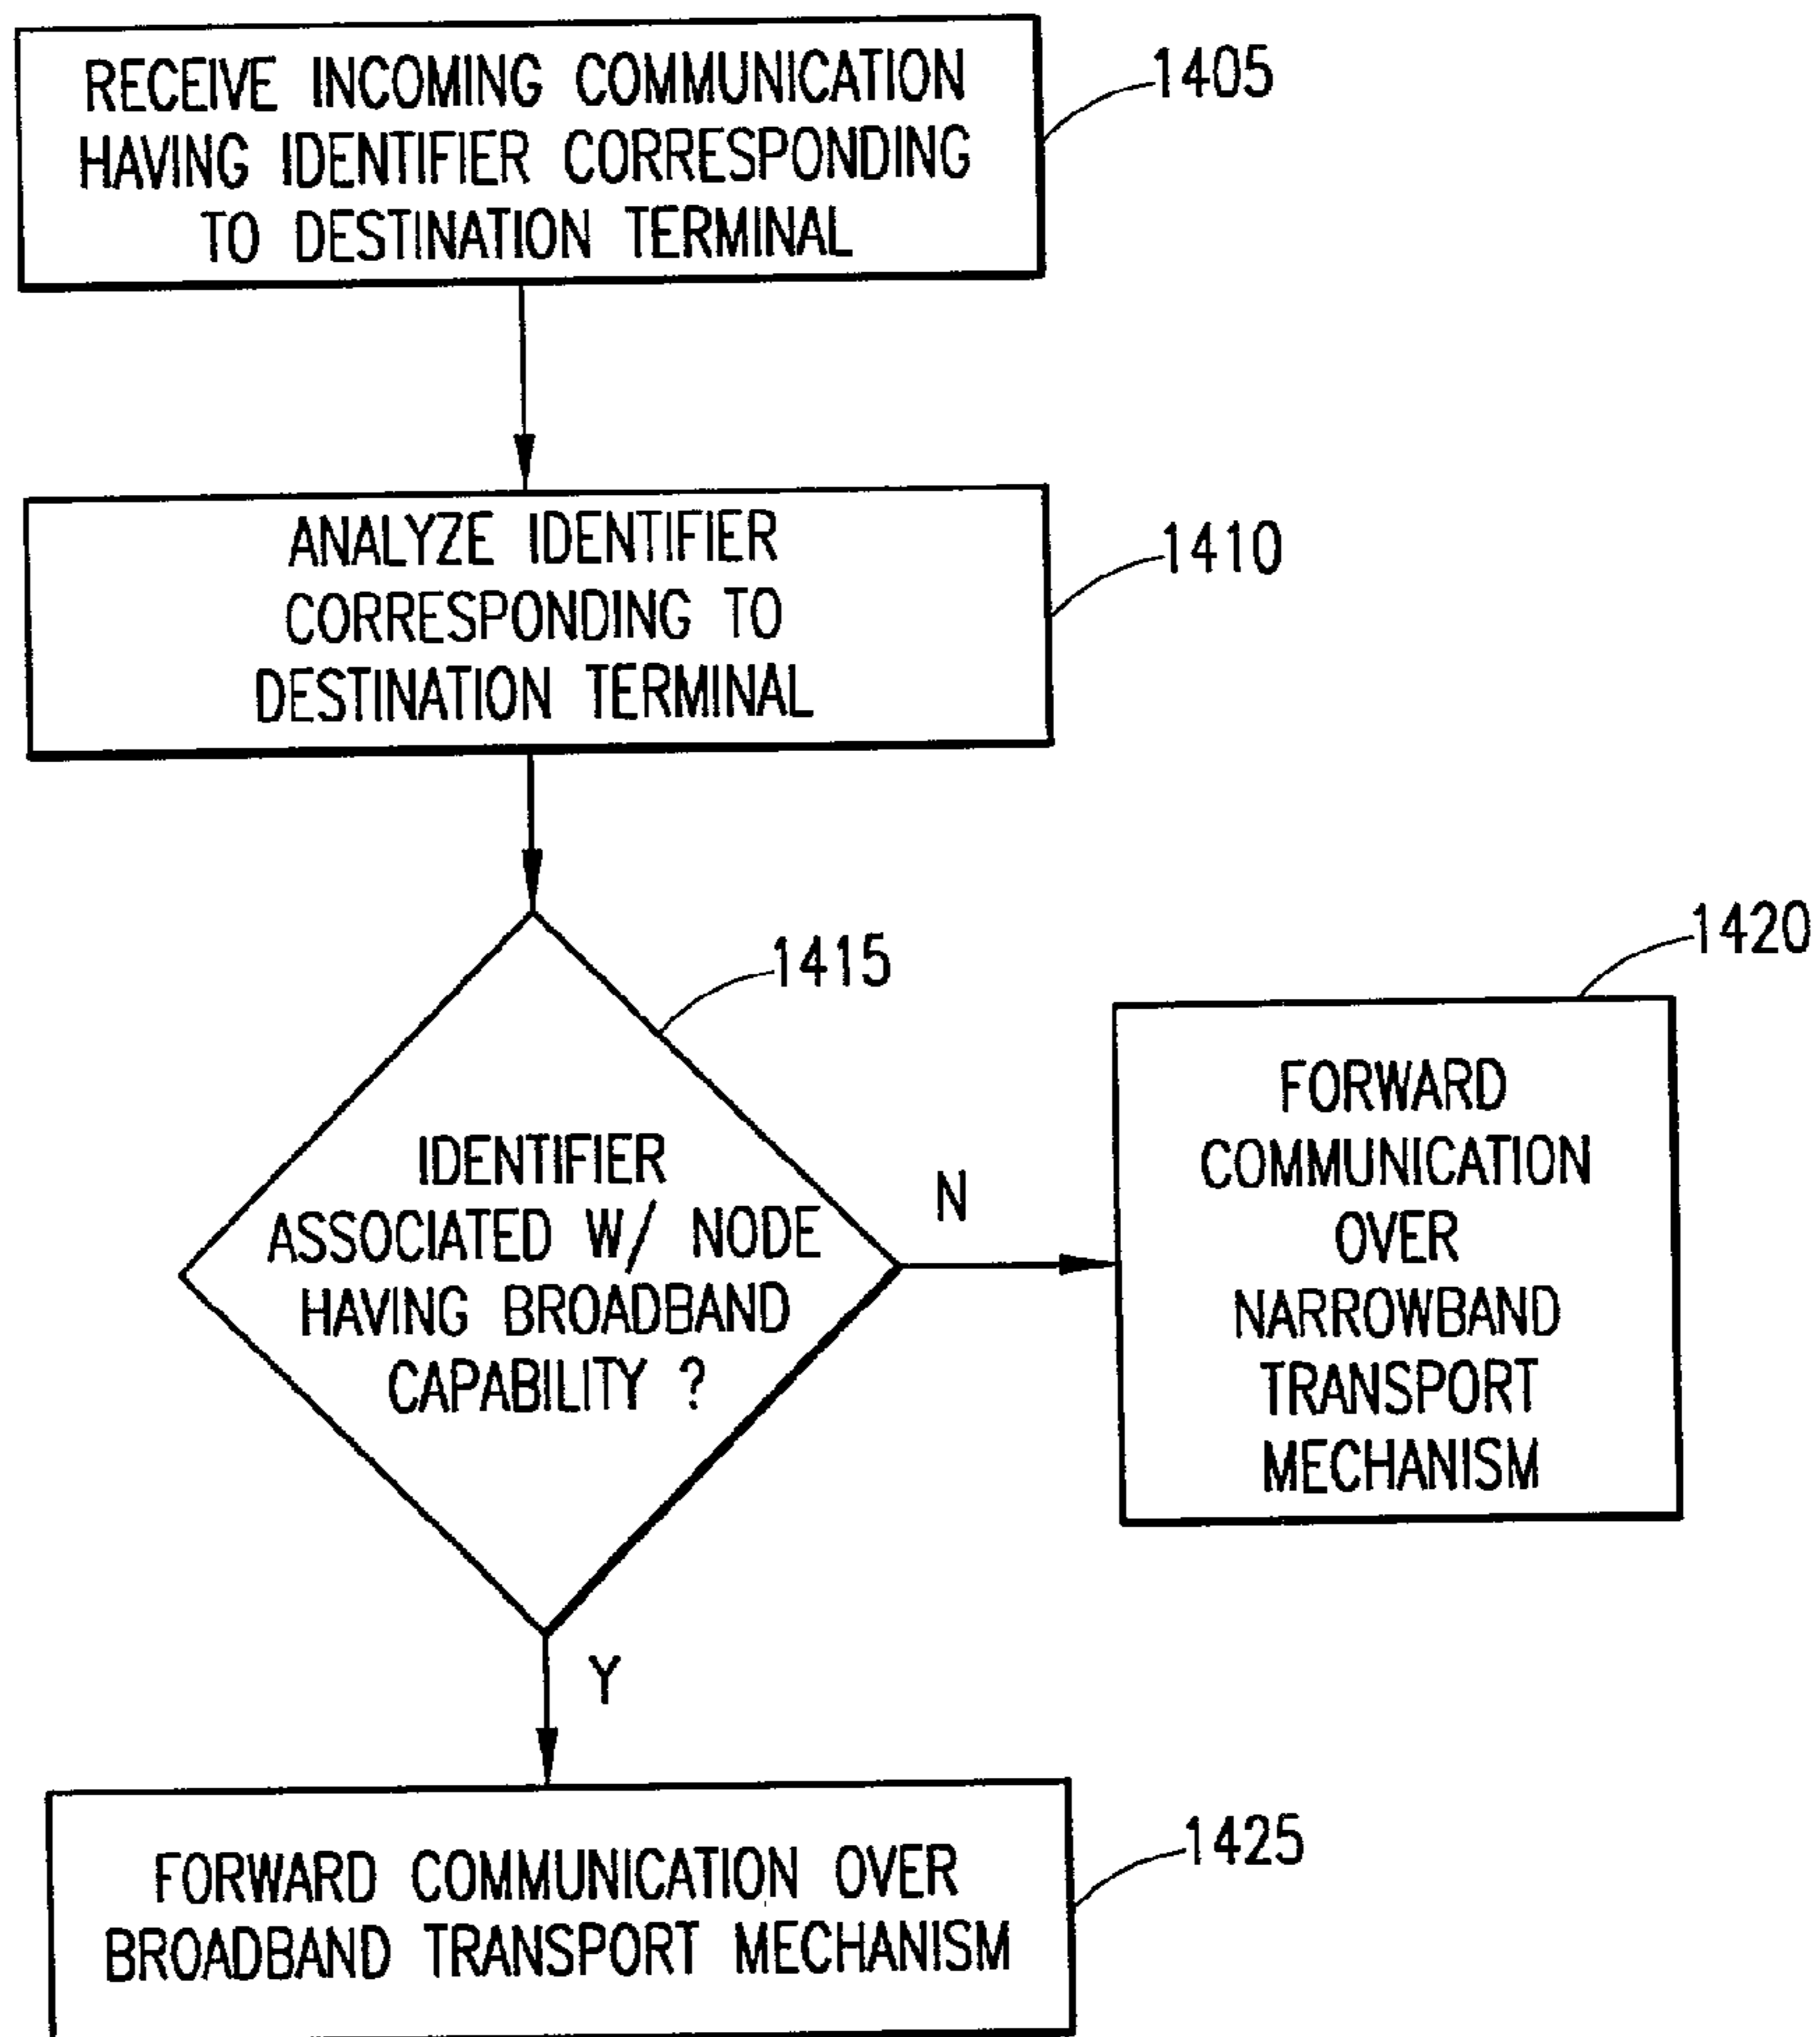 RECEIVE INCOMING COMMUNICATION
HAVING IDENTIFIER CORRESPONDING
TO DESTINATION TERMINAL
1405
ANALYZE IDENTIFIER
CORRESPONDING TO
DESTINATION TERMINAL
1410
1415
IDENTIFIER
ASSOCIATED W/ NODE
HAVING BROADBAND
CAPABILITY ?
N
1420
FORWARD
COMMUNICATION
OVER
NARROWBAND
TRANSPORT
MECHANISM
Y
FORWARD COMMUNICATION OVER
BROADBAND TRANSPORT MECHANISM
1425